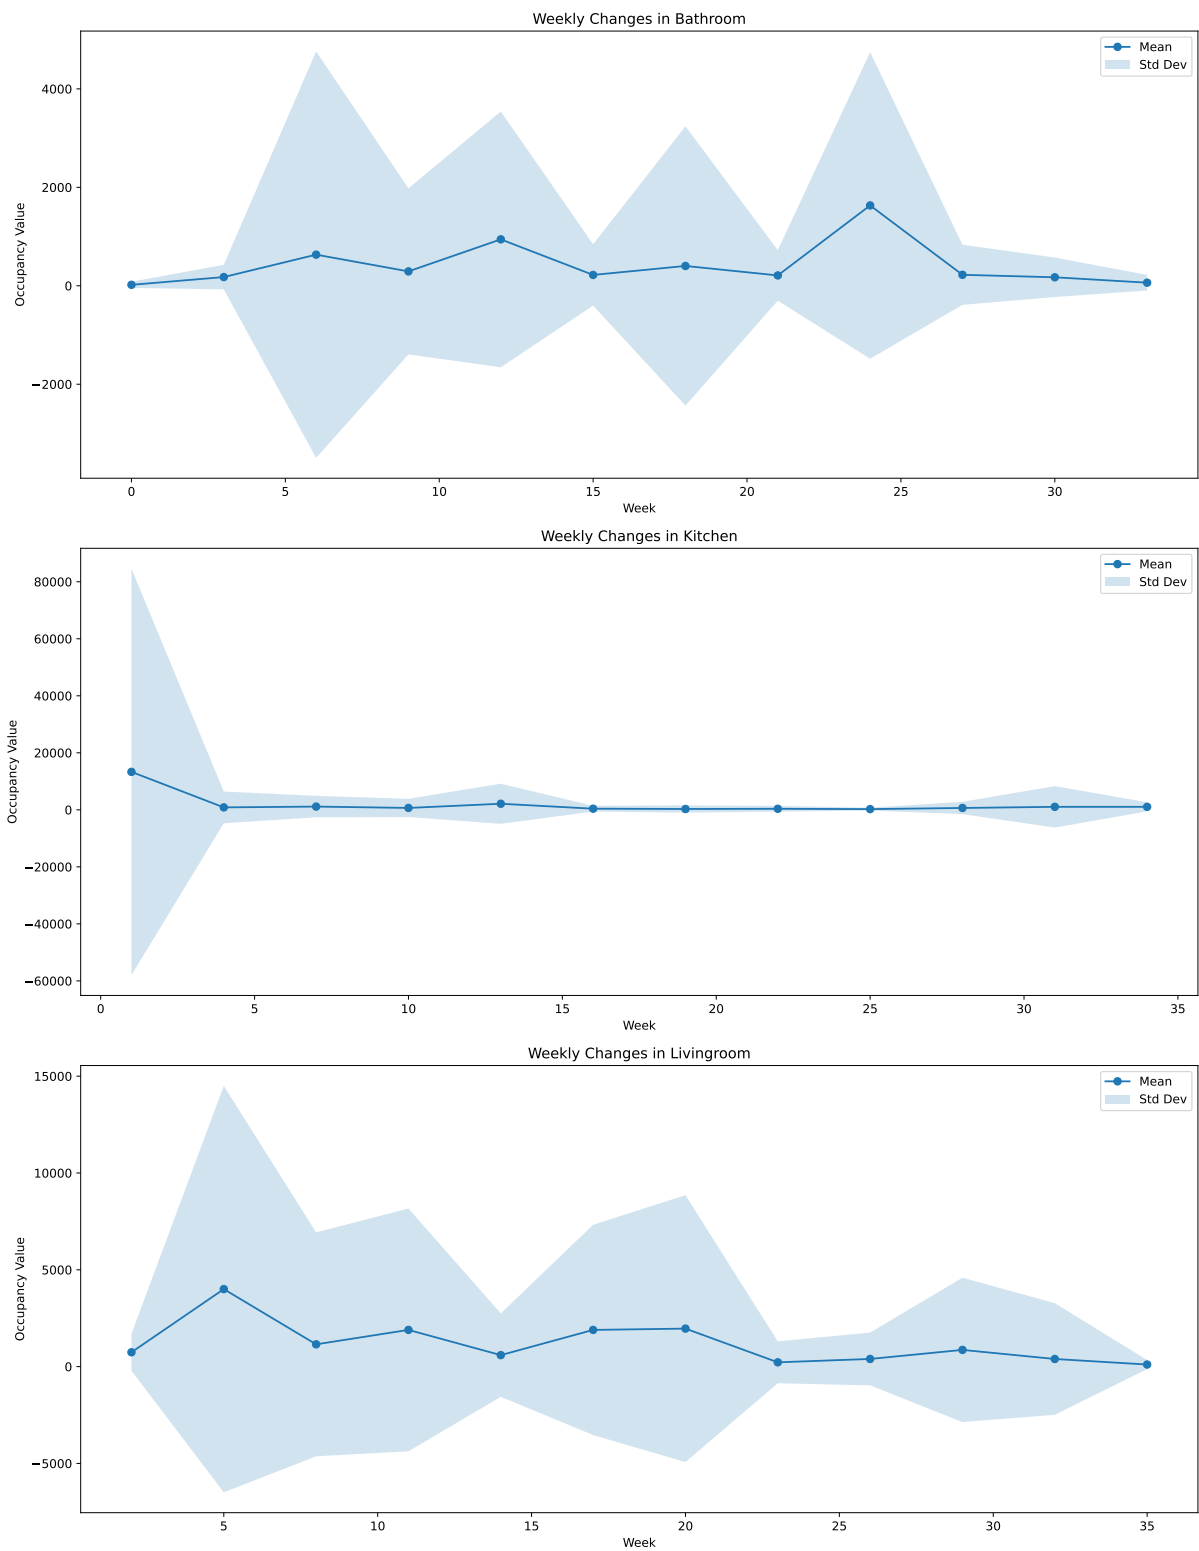 Weekly Changes in Bathroom
Mean
Std Dev
4000
2000
0
−2000
Occupancy Value
0 5 10 15 20 25 30
Week
Weekly Changes in Kitchen
Mean
Std Dev
80000
60000
40000
20000
0
−20000
−40000
−60000
Occupancy Value
0 5 10 15 20 25 30 35
Week
Weekly Changes in Livingroom
Mean
Std Dev
15000
10000
5000
0
−5000
Occupancy Value
5 10 15 20 25 30 35
Week